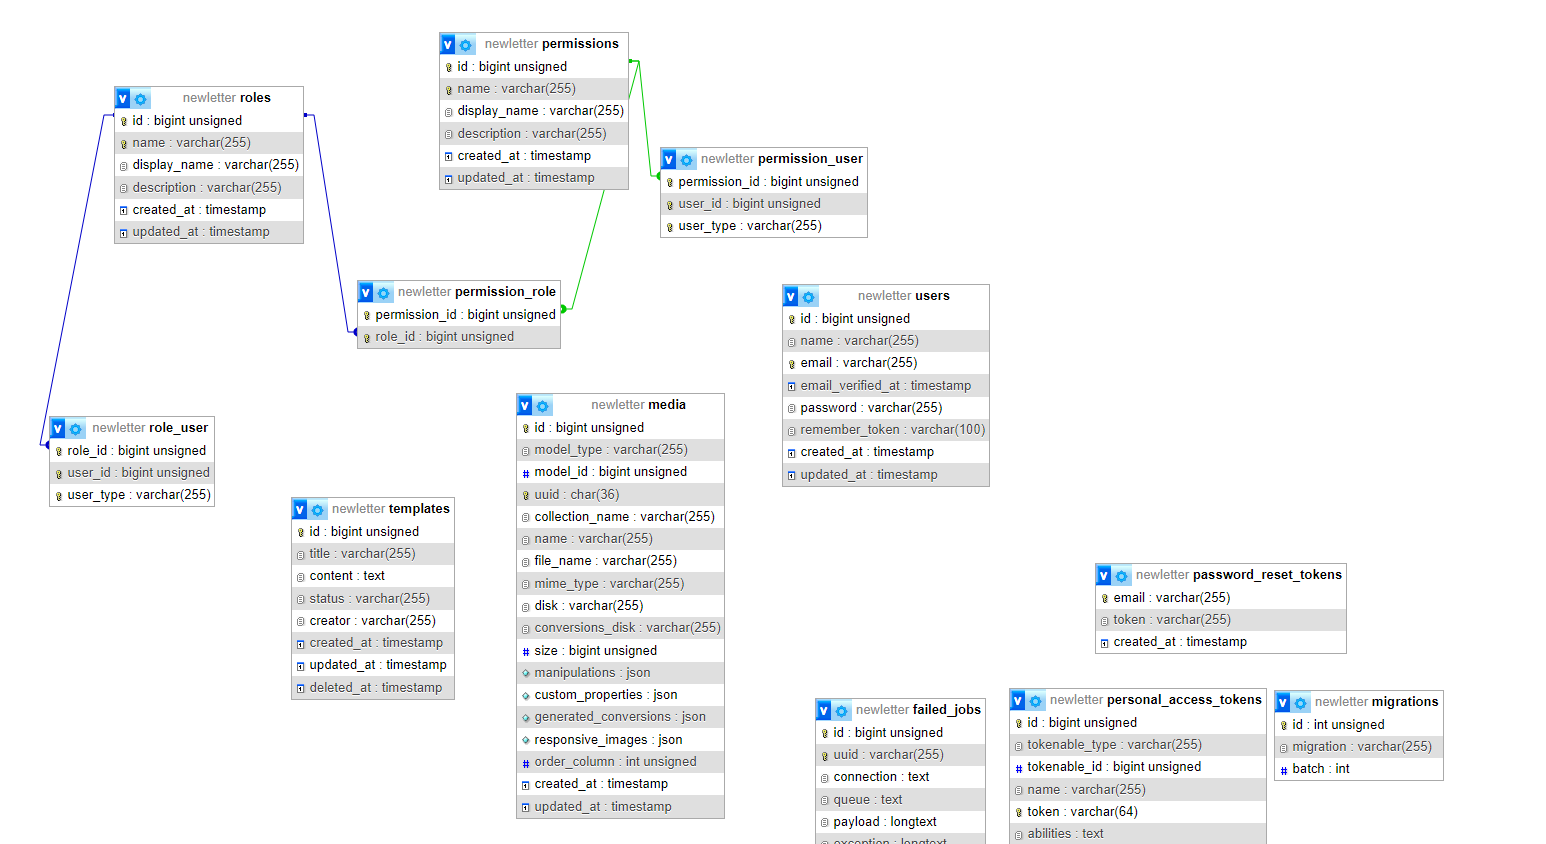 newletter permissions
id : bigint unsigned
name : varchar(255)
display_name : varchar(255)
description : varchar(255)
created_at : timestamp
updated_at : timestamp
newletter roles
id : bigint unsigned
name : varchar(255)
display_name : varchar(255)
description : varchar(255)
created_at : timestamp
updated_at : timestamp
newletter permission_user
permission_id : bigint unsigned
user_id : bigint unsigned
user_type : varchar(255)
newletter permission_role
permission_id : bigint unsigned
role_id : bigint unsigned
newletter users
id : bigint unsigned
name : varchar(255)
email : varchar(255)
email_verified_at : timestamp
password : varchar(255)
remember_token : varchar(100)
created_at : timestamp
updated_at : timestamp
newletter role_user
role_id : bigint unsigned
user_id : bigint unsigned
user_type : varchar(255)
newletter media
id : bigint unsigned
model_type : varchar(255)
model_id : bigint unsigned
uuid : char(36)
collection_name : varchar(255)
name : varchar(255)
file_name : varchar(255)
mime_type : varchar(255)
disk : varchar(255)
conversions_disk : varchar(255)
size : bigint unsigned
manipulations : json
custom_properties : json
generated_conversions : json
responsive_images : json
order_column : int unsigned
created_at : timestamp
updated_at : timestamp
newletter templates
id : bigint unsigned
title : varchar(255)
content : text
status : varchar(255)
creator : varchar(255)
created_at : timestamp
updated_at : timestamp
deleted_at : timestamp
newletter password_reset_tokens
email : varchar(255)
token : varchar(255)
created_at : timestamp
newletter failed_jobs
id : bigint unsigned
uuid : varchar(255)
connection : text
queue : text
payload : longtext
exception : longtext
newletter personal_access_tokens
id : bigint unsigned
tokenable_type : varchar(255)
tokenable_id : bigint unsigned
name : varchar(255)
token : varchar(64)
abilities : text
newletter migrations
id : int unsigned
migration : varchar(255)
batch : int